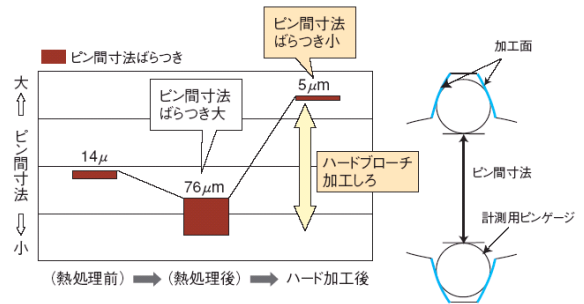 ピン間寸法ばらつき
ピン間寸法
ばらつき小
5μm
ピン間寸法
ばらつき大
14μ
76μm
ハードブローチ
加工しろ
大
ピン間寸法
小
(熱処理前)
(熱処理後)
ハード加工後
加工面
ピン間寸法
計測用ピンゲージ